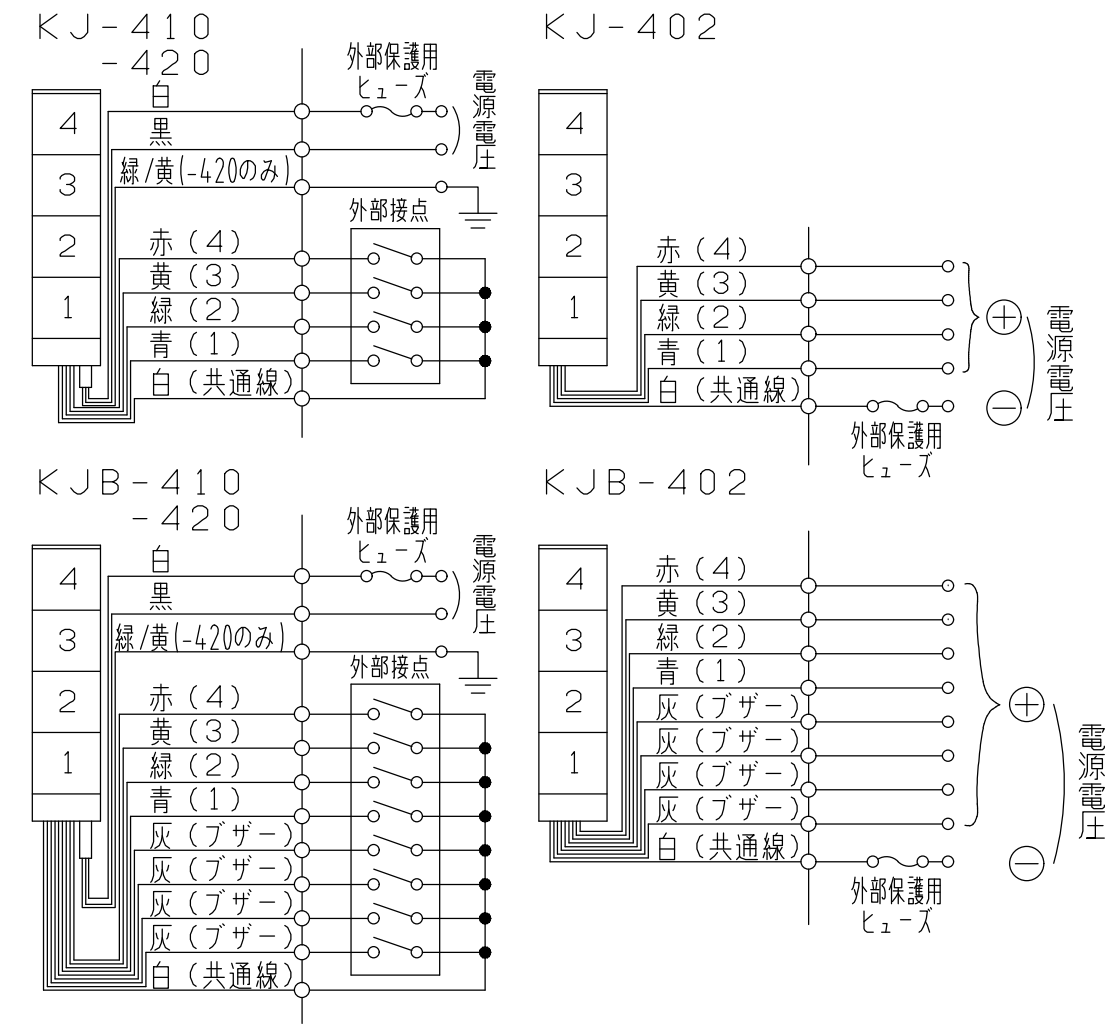 KJ-410
-420
外部保護用
ヒューズ
電源電圧
白
黒
緑/黄(-420のみ)
外部接点
4
3
2
1
赤(4)
黄(3)
緑(2)
青(1)
白(共通線)
KJ-402
4
3
2
1
赤(4)
黄(3)
緑(2)
青(1)
白(共通線)
+
−
電源電圧
外部保護用
ヒューズ
KJB-410
-420
外部保護用
ヒューズ
電源電圧
白
黒
緑/黄(-420のみ)
外部接点
4
3
2
1
赤(4)
黄(3)
緑(2)
青(1)
灰(ブザー)
灰(ブザー)
灰(ブザー)
灰(ブザー)
白(共通線)
KJB-402
4
3
2
1
赤(4)
黄(3)
緑(2)
青(1)
灰(ブザー)
灰(ブザー)
灰(ブザー)
灰(ブザー)
白(共通線)
+
−
電源電圧
外部保護用
ヒューズ